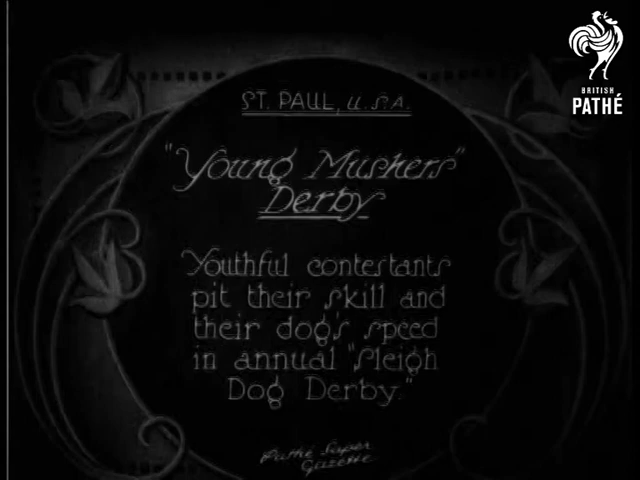 BRITISH
PATHÉ
ST. PAUL, U.S.A.
"Young Mushers"
Derby
Youthful contestants
pit their skill and
their dog's speed
in annual "Sleigh
Dog Derby."
Pathé Super
Gazette